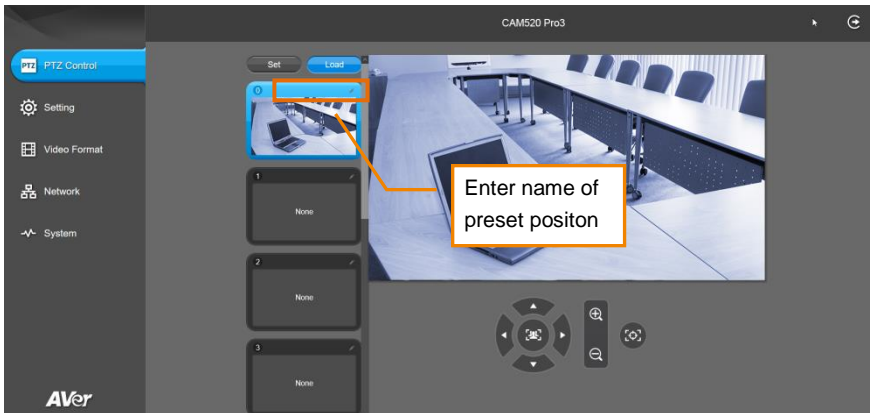 CAM520 Pro3
PTZ PTZ Control
Setting
Video Format
Network
System
AVer
Set Load
0
1
None
2
None
3
None
Enter name of
preset positon